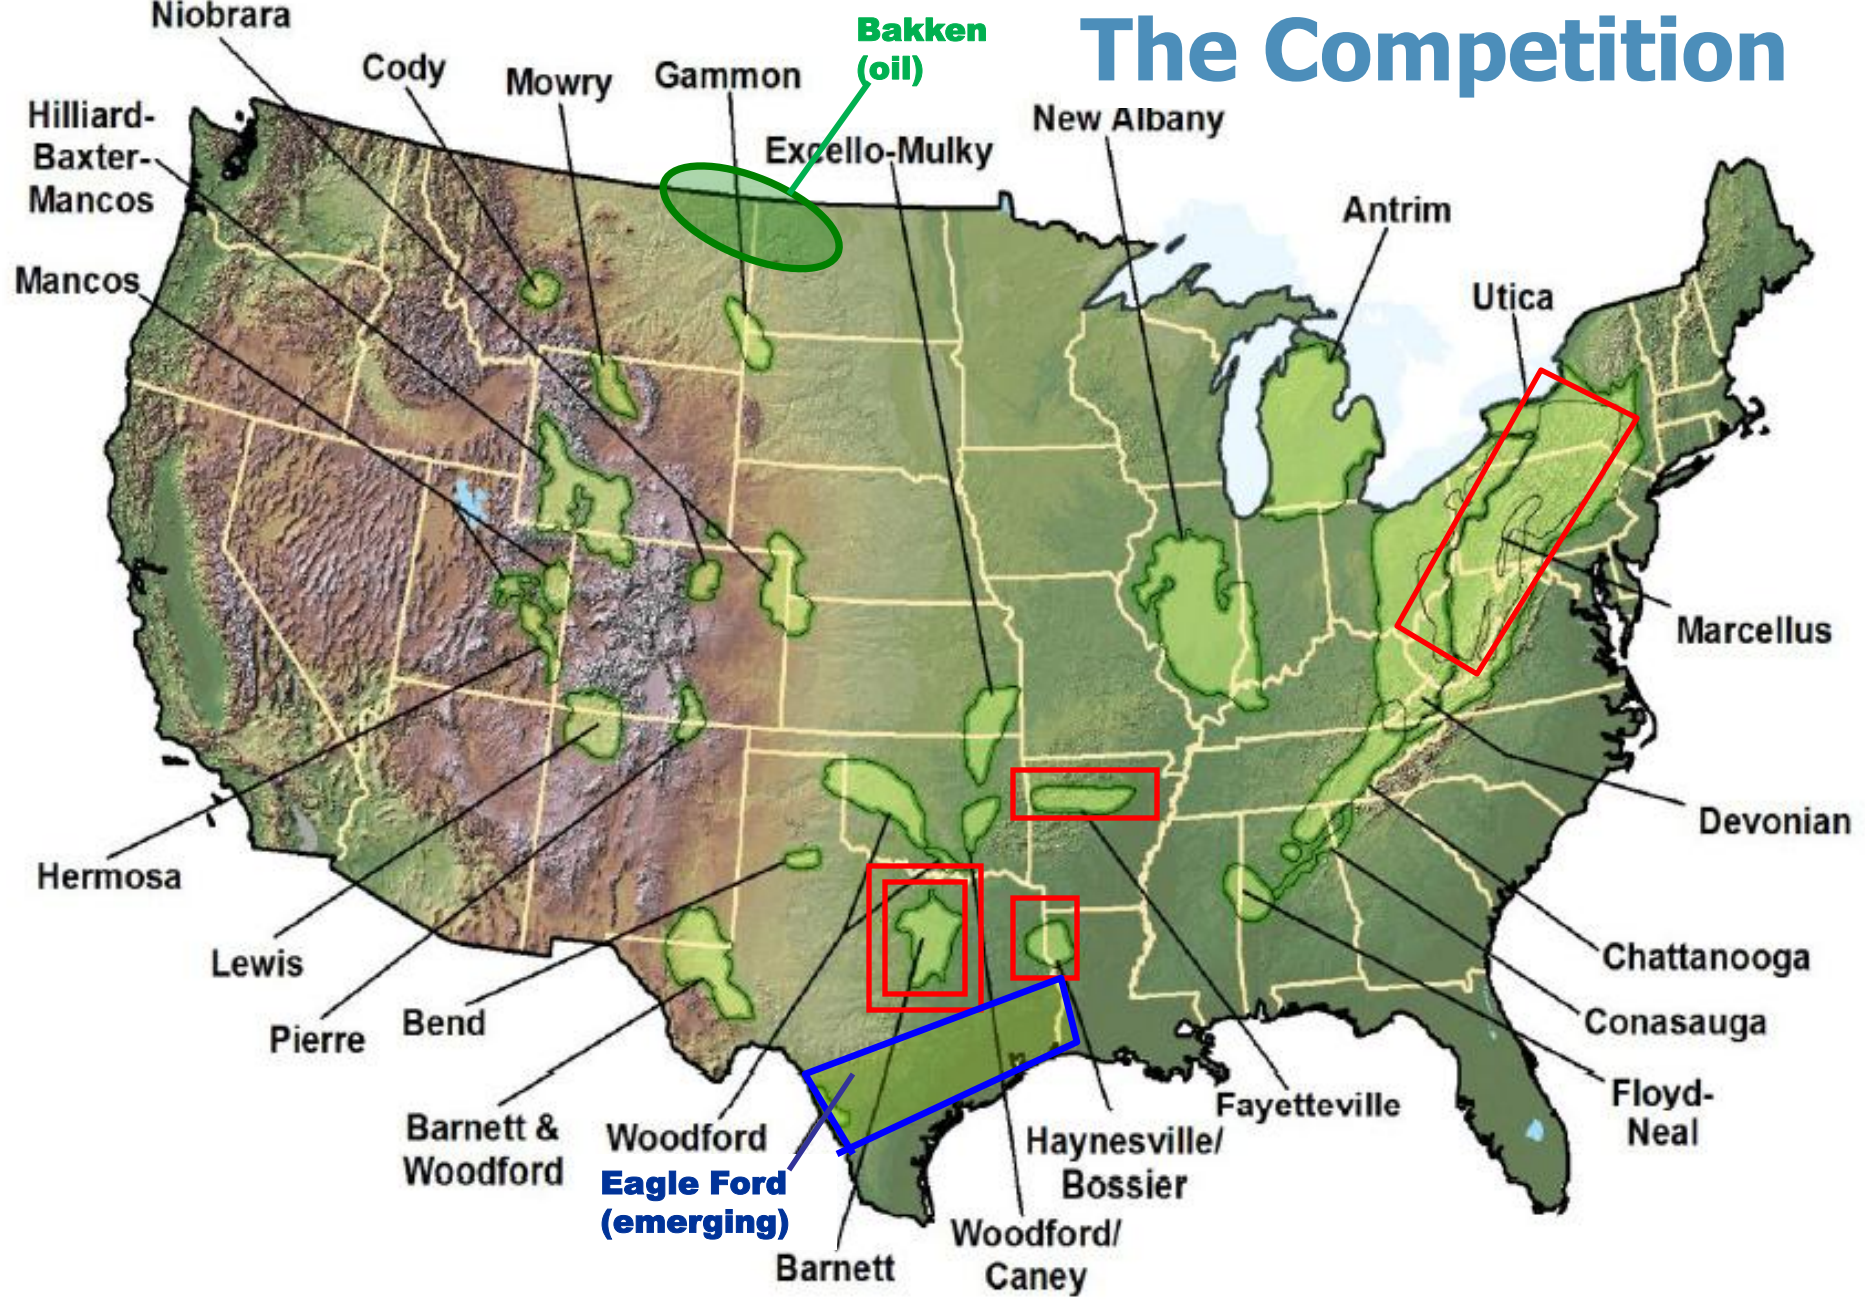 The Competition
Niobrara
Bakken
(oil)
Cody
Mowry
Gammon
Hilliard-
Baxter-
Mancos
New Albany
Excello-Mulky
Antrim
Mancos
Utica
Marcellus
Devonian
Hermosa
Lewis
Chattanooga
Bend
Pierre
Conasauga
Fayetteville
Floyd-
Neal
Barnett &
Woodford
Woodford
Haynesville/
Bossier
Eagle Ford
(emerging)
Woodford/
Caney
Barnett